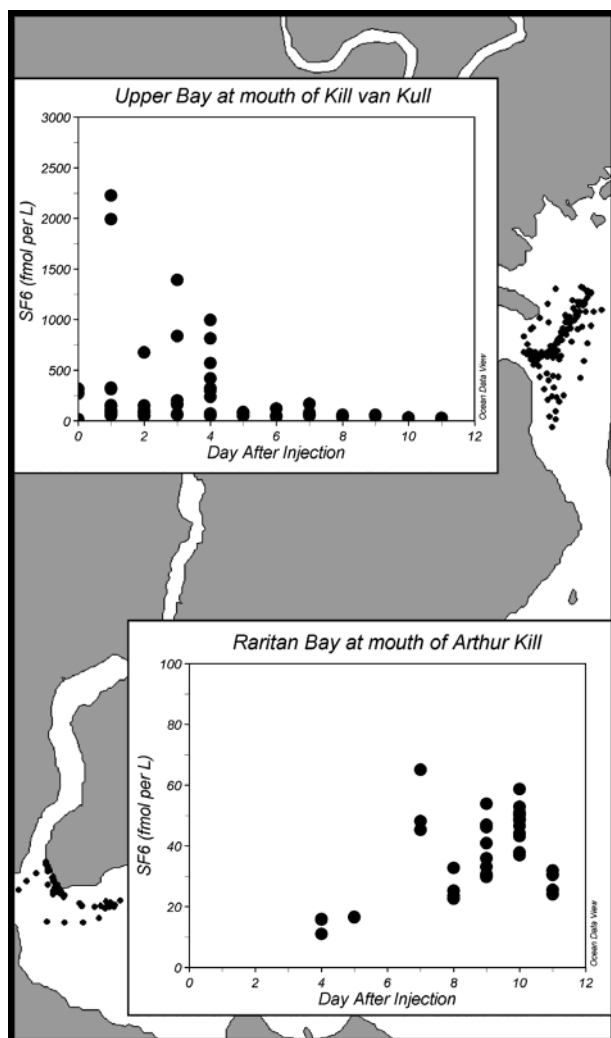 Upper Bay at mouth of Kill van Kull
3000
2500
2000
1500
1000
500
0
SF6 (fmol per L)
0 2 4 6 8 10 12
Day After Injection
Ocean Data View
Raritan Bay at mouth of Arthur Kill
100
80
60
40
20
0
SF6 (fmol per L)
0 2 4 6 8 10 12
Day After Injection
Ocean Data View